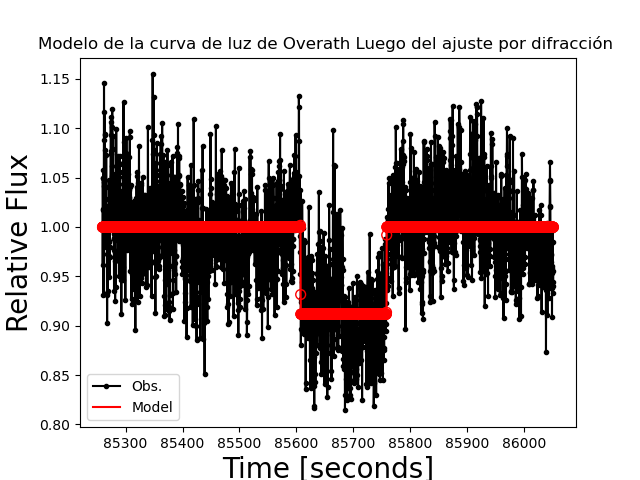 Modelo de la curva de luz de Overath Luego del ajuste por difracción
Relative Flux
1.15
1.10
1.05
1.00
0.95
0.90
0.85
0.80
Obs.
Model
85300 85400 85500 85600 85700 85800 85900 86000
Time [seconds]